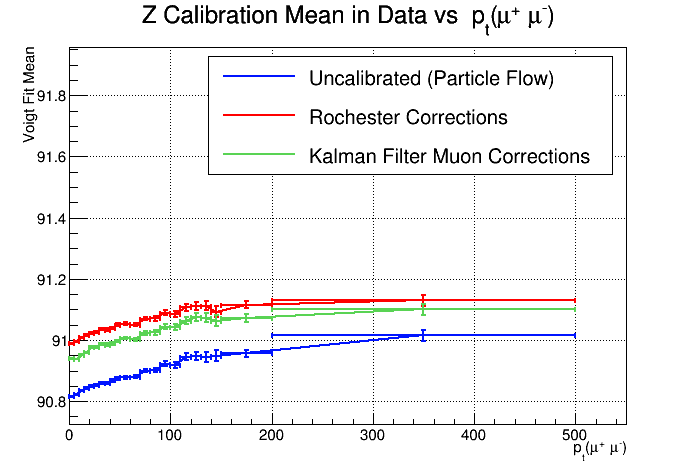 Z Calibration Mean in Data vs p_t(μ⁺ μ⁻)
Voigt Fit Mean
Uncalibrated (Particle Flow)
Rochester Corrections
Kalman Filter Muon Corrections
91.8
91.6
91.4
91.2
91
90.8
0 100 200 300 400 500
p_t(μ⁺ μ⁻)